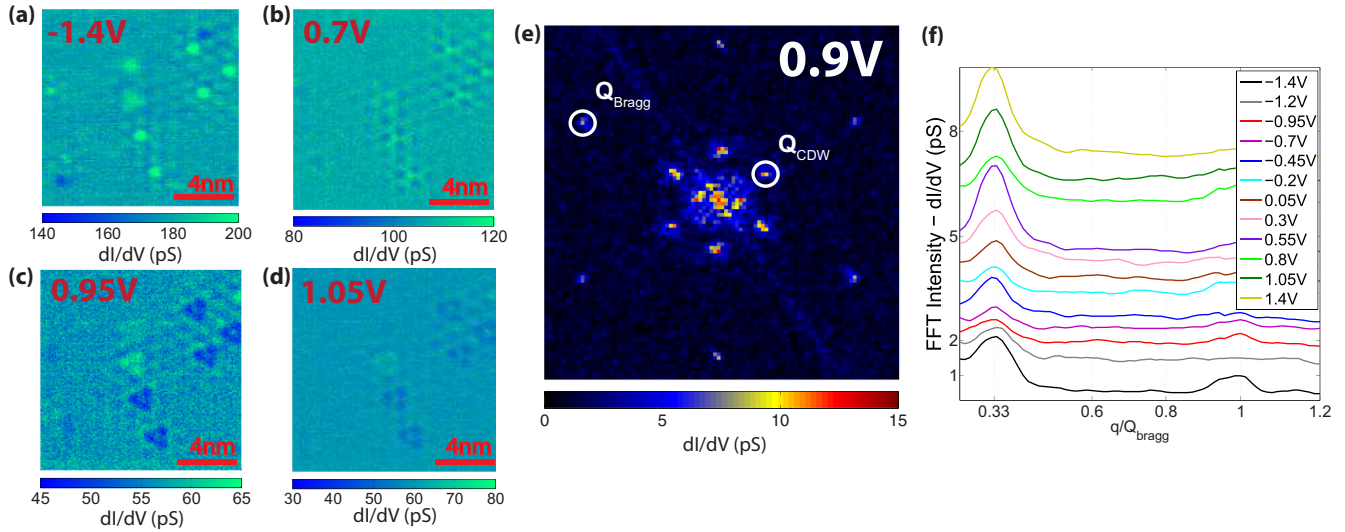 (a)
-1.4V
4nm
140 160 180 200
dI/dV (pS)
(b)
0.7V
4nm
80 100 120
dI/dV (pS)
(c)
0.95V
4nm
45 50 55 60 65
dI/dV (pS)
(d)
1.05V
4nm
30 40 50 60 70 80
dI/dV (pS)
(e)
0.9V
Q_Bragg
Q_CDW
0 5 10 15
dI/dV (pS)
(f)
FFT Intensity – dI/dV (pS)
8
5
2
1
0.33 0.6 0.8 1 1.2
q/Q_bragg
−1.4V
−1.2V
−0.95V
−0.7V
−0.45V
−0.2V
0.05V
0.3V
0.55V
0.8V
1.05V
1.4V